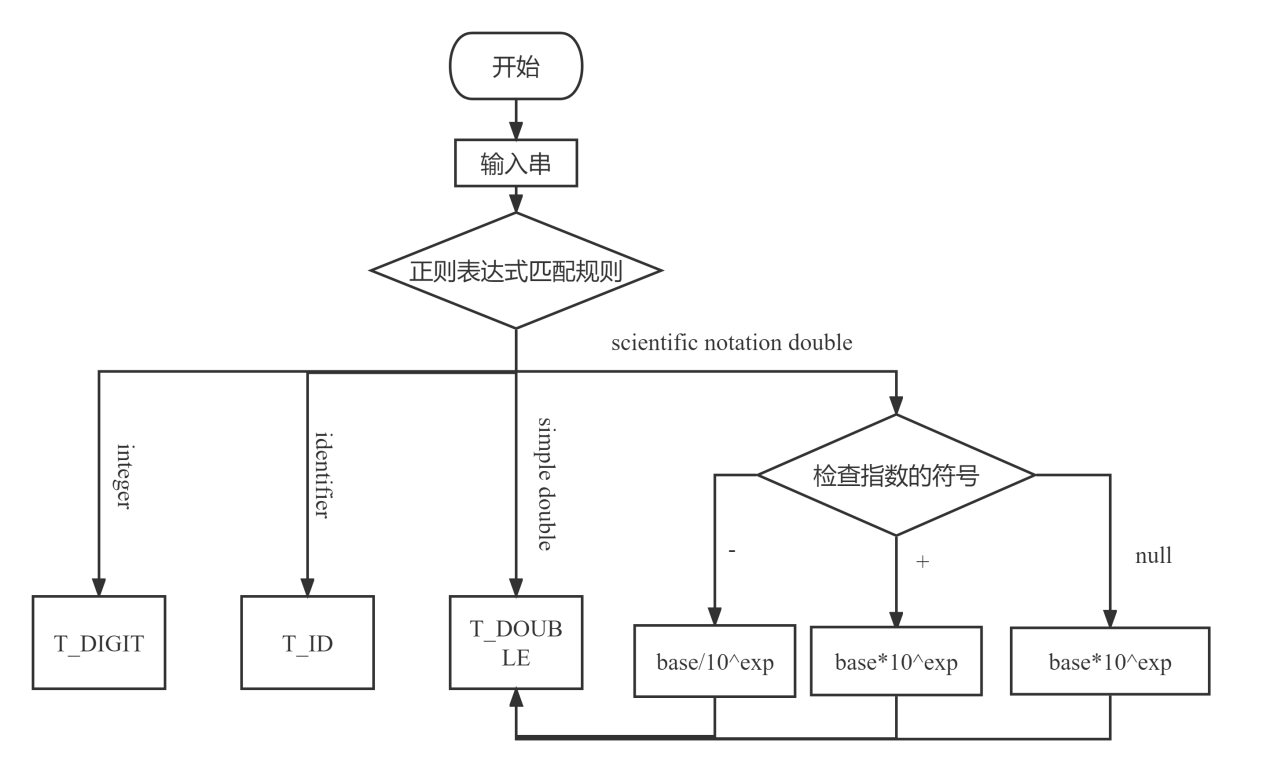 开始
输入串
正则表达式匹配规则
scientific notation double
integer
identifier
simple double
检查指数的符号
-
+
null
T_DIGIT
T_ID
T_DOUB
LE
base/10^exp
base*10^exp
base*10^exp